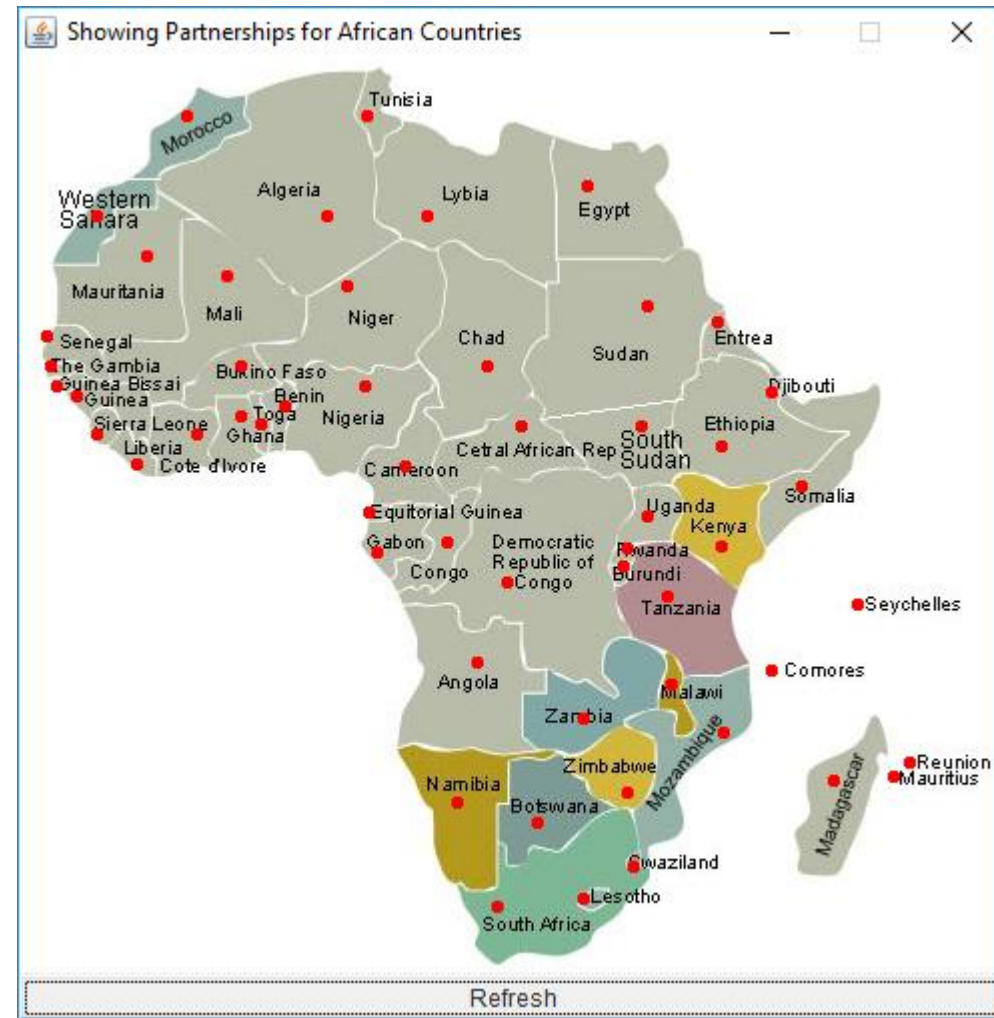 Showing Partnerships for African Countries
Tunisia
Morocco
Algeria
Lybia
Egypt
Western
Sahara
Mauritania
Mali
Niger
Chad
Sudan
Entrea
Senegal
The Gambia
Guinea Bissai
Guinea
Sierra Leone
Liberia
Cote d'Ivore
Bukino Faso
Benin
Toga
Ghana
Nigeria
Cameroon
Cetral African Rep
South
Sudan
Djibouti
Ethiopia
Somalia
Equitorial Guinea
Gabon
Congo
Democratic
Republic of
Congo
Uganda
Kenya
Rwanda
Burundi
Tanzania
Seychelles
Comores
Angola
Zambia
Malawi
Mozambique
Zimbabwe
Namibia
Botswana
Madagascar
Reunion
Mauritius
Swaziland
Lesotho
South Africa
Refresh